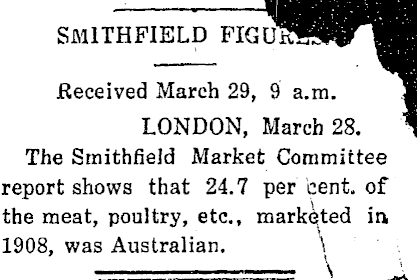 SMITHFIELD
Received March 29, 9 a.m.
LONDON, March 28.
The Smithfield Market Committee
report shows that 24.7 per cent. of
the meat, poultry, etc., marketed in
1908, was Australian.